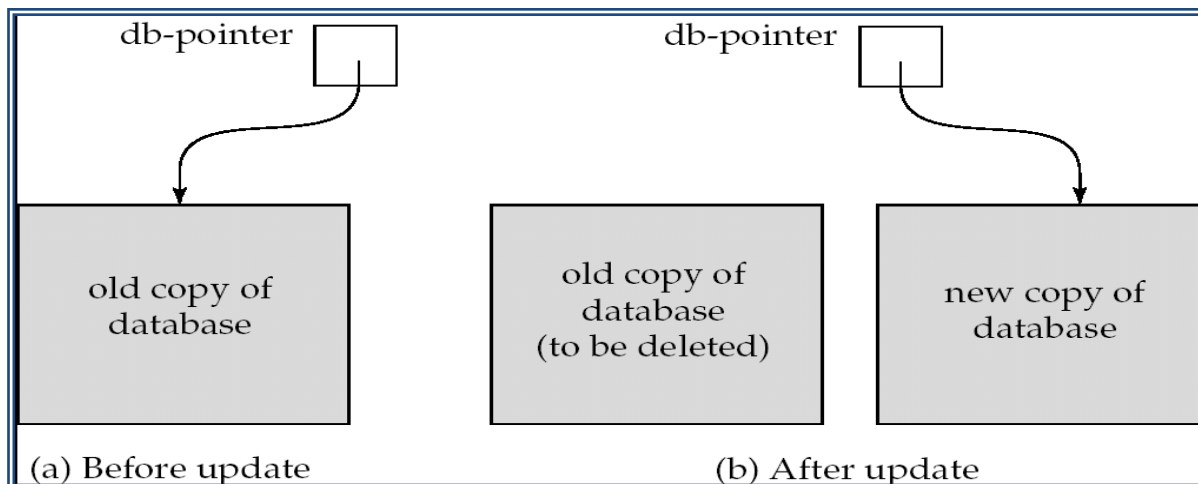 db-pointer
old copy of
database
(a) Before update
db-pointer
old copy of
database
(to be deleted)
new copy of
database
(b) After update